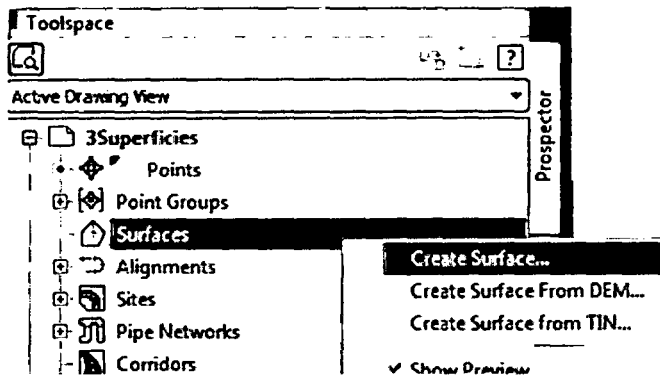 Toolspace
?
Active Drawing View
3Superficies
Points
Point Groups
Surfaces
Alignments
Sites
Pipe Networks
Corridors
Prospector
Create Surface...
Create Surface From DEM...
Create Surface from TIN...
✓ Show Preview